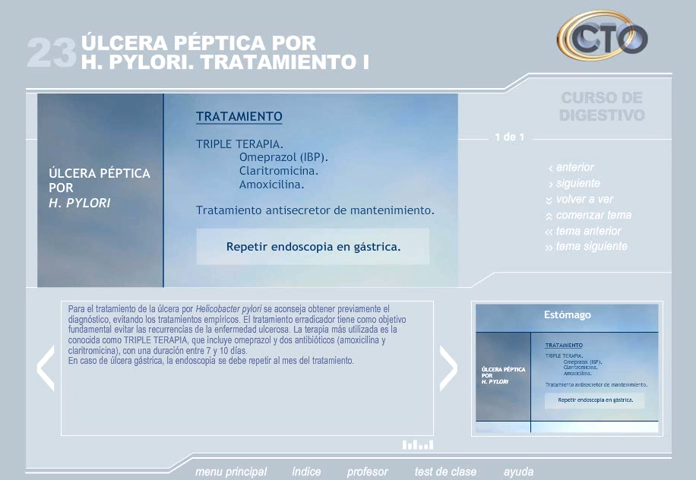 23 ÚLCERA PÉPTICA POR
H. PYLORI. TRATAMIENTO I
CTO
CURSO DE
DIGESTIVO
1 de 1
‹ anterior
› siguiente
volver a ver
comenzar tema
« tema anterior
» tema siguiente
ÚLCERA PÉPTICA
POR
H. PYLORI
TRATAMIENTO
TRIPLE TERAPIA.
Omeprazol (IBP).
Claritromicina.
Amoxicilina.
Tratamiento antisecretor de mantenimiento.
Repetir endoscopia en gástrica.
Para el tratamiento de la úlcera por Helicobacter pylori se aconseja obtener previamente el
diagnóstico, evitando los tratamientos empíricos. El tratamiento erradicador tiene como objetivo
fundamental evitar las recurrencias de la enfermedad ulcerosa. La terapia más utilizada es la
conocida como TRIPLE TERAPIA, que incluye omeprazol y dos antibióticos (amoxicilina y
claritromicina), con una duración entre 7 y 10 días.
En caso de úlcera gástrica, la endoscopia se debe repetir al mes del tratamiento.
Estómago
ÚLCERA PÉPTICA
POR
H. PYLORI
TRATAMIENTO
TRIPLE TERAPIA.
Omeprazol (IBP).
Claritromicina.
Amoxicilina.
Tratamiento antisecretor de mantenimiento.
Repetir endoscopia en gástrica.
menu principal índice profesor test de clase ayuda